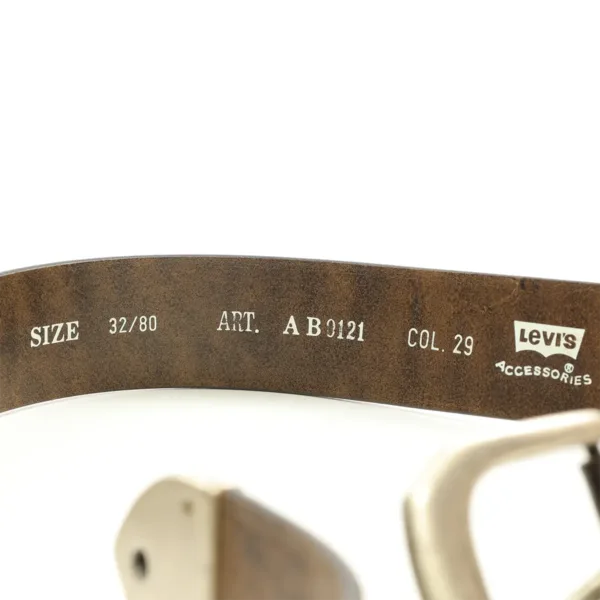 SIZE 32/80 ART. AB0121 COL. 29
LEVI'S ®
ACCESSORIES